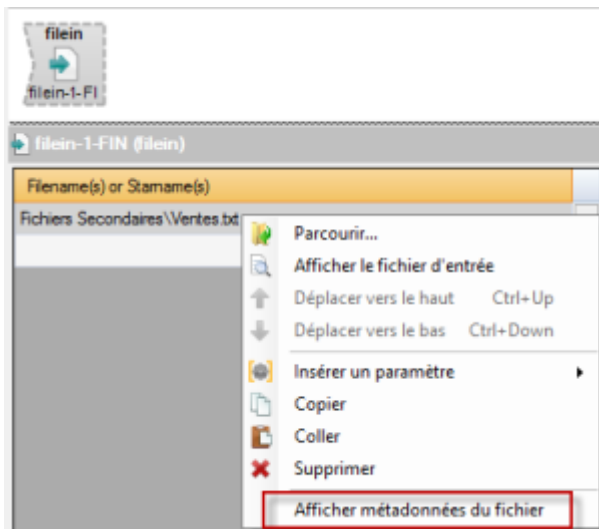 filein
filein-1-FI
filein-1-FIN (filein)
Filename(s) or Starname(s)
Fichiers Secondaires\Ventes.txt
Parcourir...
Afficher le fichier d'entrée
Déplacer vers le haut Ctrl+Up
Déplacer vers le bas Ctrl+Down
Insérer un paramètre
Copier
Coller
Supprimer
Afficher métadonnées du fichier